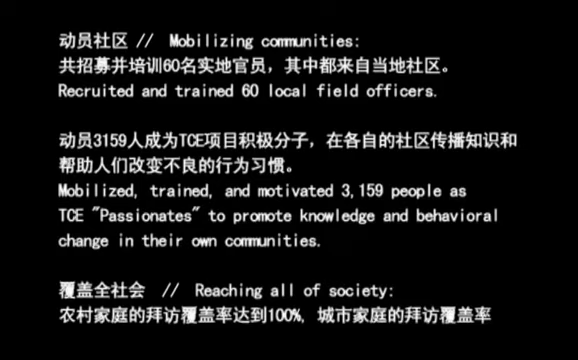 动员社区 // Mobilizing communities:
共招募并培训60名实地官员，其中都来自当地社区。
Recruited and trained 60 local field officers.
动员3159人成为TCE项目积极分子，在各自的社区传播知识和
帮助人们改变不良的行为习惯。
Mobilized, trained, and motivated 3,159 people as
TCE "Passionates" to promote knowledge and behavioral
change in their own communities.
覆盖全社会 // Reaching all of society:
农村家庭的拜访覆盖率达到100%, 城市家庭的拜访覆盖率